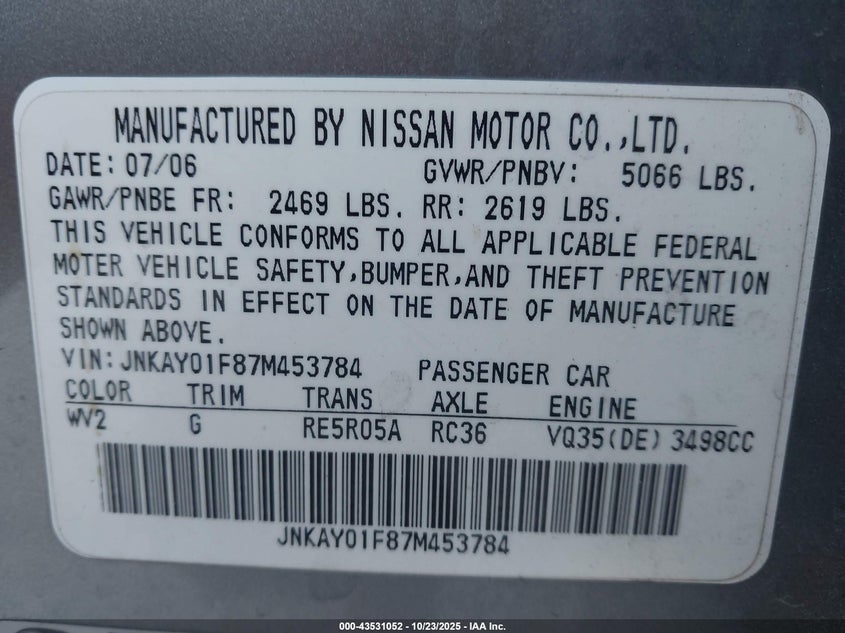 MANUFACTURED BY NISSAN MOTOR CO.,LTD.
DATE: 07/06 GVWR/PNBV: 5066 LBS.
GAWR/PNBE FR: 2469 LBS. RR: 2619 LBS.
THIS VEHICLE CONFORMS TO ALL APPLICABLE FEDERAL
MOTER VEHICLE SAFETY,BUMPER,AND THEFT PREVENTION
STANDARDS IN EFFECT ON THE DATE OF MANUFACTURE
SHOWN ABOVE.
VIN: JNKAY01F87M453784 PASSENGER CAR
COLOR TRIM TRANS AXLE ENGINE
WV2 G RE5R05A RC36 VQ35(DE) 3498CC
JNKAY01F87M453784
000-43531052 - 10/23/2025 - IAA Inc.